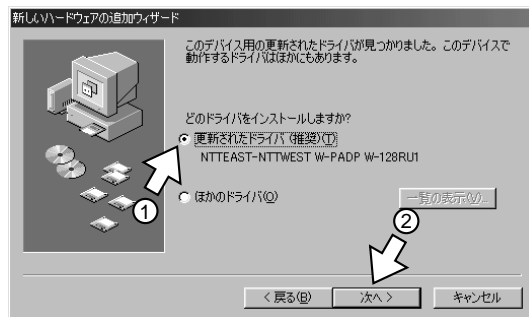 新しいハードウェアの追加ウィザード
このデバイス用の更新されたドライバが見つかりました。このデバイスで
動作するドライバはほかにもあります。
どのドライバをインストールしますか?
更新されたドライバ (推奨)(T)
NTTEAST-NTTWEST W-PADP W-128RU1
①
ほかのドライバ(O)
一覧の表示(V)...
②
< 戻る(B)
次へ >
キャンセル